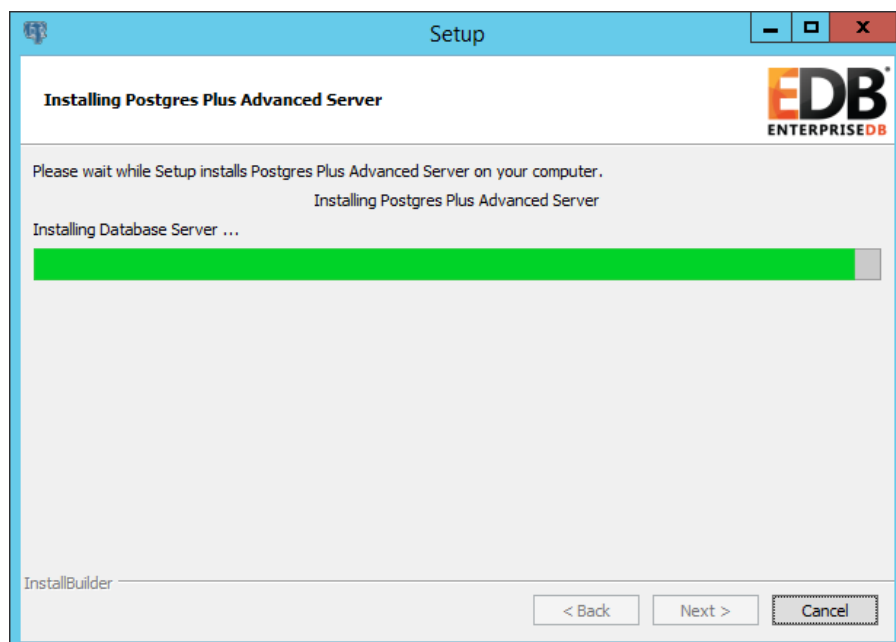 Setup
Installing Postgres Plus Advanced Server
EDB
ENTERPRISEDB
Please wait while Setup installs Postgres Plus Advanced Server on your computer.
Installing Postgres Plus Advanced Server
Installing Database Server ...
InstallBuilder
< Back Next > Cancel